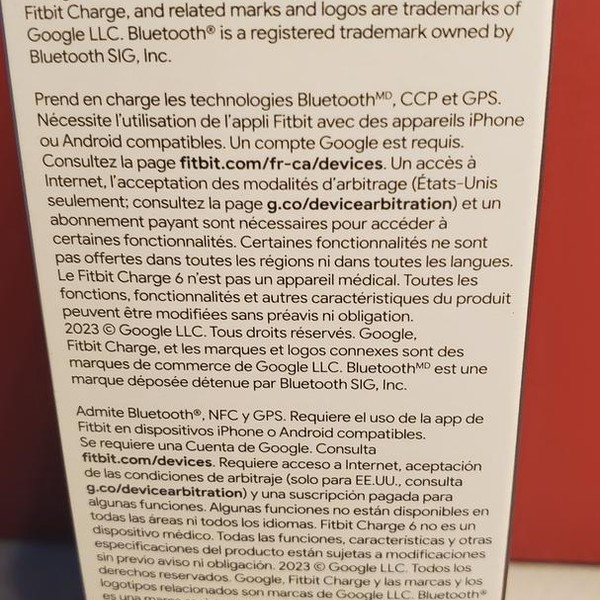 Fitbit Charge, and related marks and logos are trademarks of
Google LLC. Bluetooth® is a registered trademark owned by
Bluetooth SIG, Inc.
Prend en charge les technologies Bluetoothᴹᴰ, CCP et GPS.
Nécessite l'utilisation de l'appli Fitbit avec des appareils iPhone
ou Android compatibles. Un compte Google est requis.
Consultez la page fitbit.com/fr-ca/devices. Un accès à
Internet, l'acceptation des modalités d'arbitrage (États-Unis
seulement; consultez la page g.co/devicearbitration) et un
abonnement payant sont nécessaires pour accéder à
certaines fonctionnalités. Certaines fonctionnalités ne sont
pas offertes dans toutes les régions ni dans toutes les langues.
Le Fitbit Charge 6 n'est pas un appareil médical. Toutes les
fonctions, fonctionnalités et autres caractéristiques du produit
peuvent être modifiées sans préavis ni obligation.
2023 © Google LLC. Tous droits réservés. Google,
Fitbit Charge, et les marques et logos connexes sont des
marques de commerce de Google LLC. Bluetoothᴹᴰ est une
marque déposée détenue par Bluetooth SIG, Inc.
Admite Bluetooth®, NFC y GPS. Requiere el uso de la app de
Fitbit en dispositivos iPhone o Android compatibles.
Se requiere una Cuenta de Google. Consulta
fitbit.com/devices. Requiere acceso a Internet, aceptación
de las condiciones de arbitraje (solo para EE.UU., consulta
g.co/devicearbitration) y una suscripción pagada para
algunas funciones. Algunas funciones no están disponibles en
todas las áreas ni todos los idiomas. Fitbit Charge 6 no es un
dispositivo médico. Todas las funciones, características y otras
especificaciones del producto están sujetas a modificaciones
sin previo aviso ni obligación. 2023 © Google LLC. Todos los
derechos reservados. Google, Fitbit Charge y las marcas y los
logotipos relacionados son marcas de Google LLC. Bluetooth®
es una